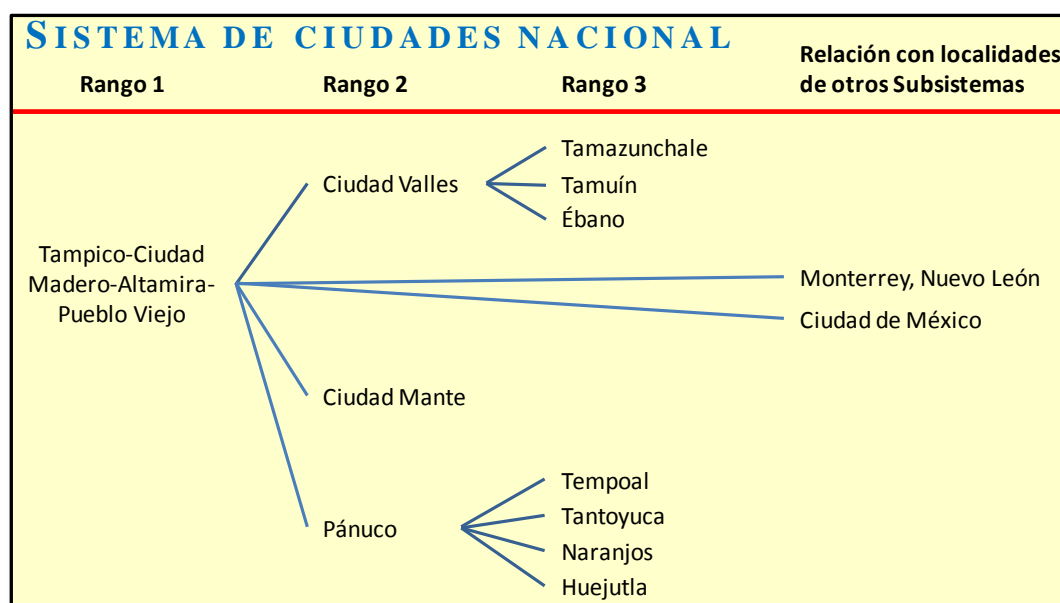 SISTEMA DE CIUDADES NACIONAL
Rango 1
Rango 2
Rango 3
Relación con localidades
de otros Subsistemas
Tamazunchale
Ciudad Valles
Tamuín
Ébano
Tampico-Ciudad
Madero-Altamira-
Pueblo Viejo
Monterrey, Nuevo León
Ciudad de México
Ciudad Mante
Tempoal
Pánuco
Tantoyuca
Naranjos
Huejutla